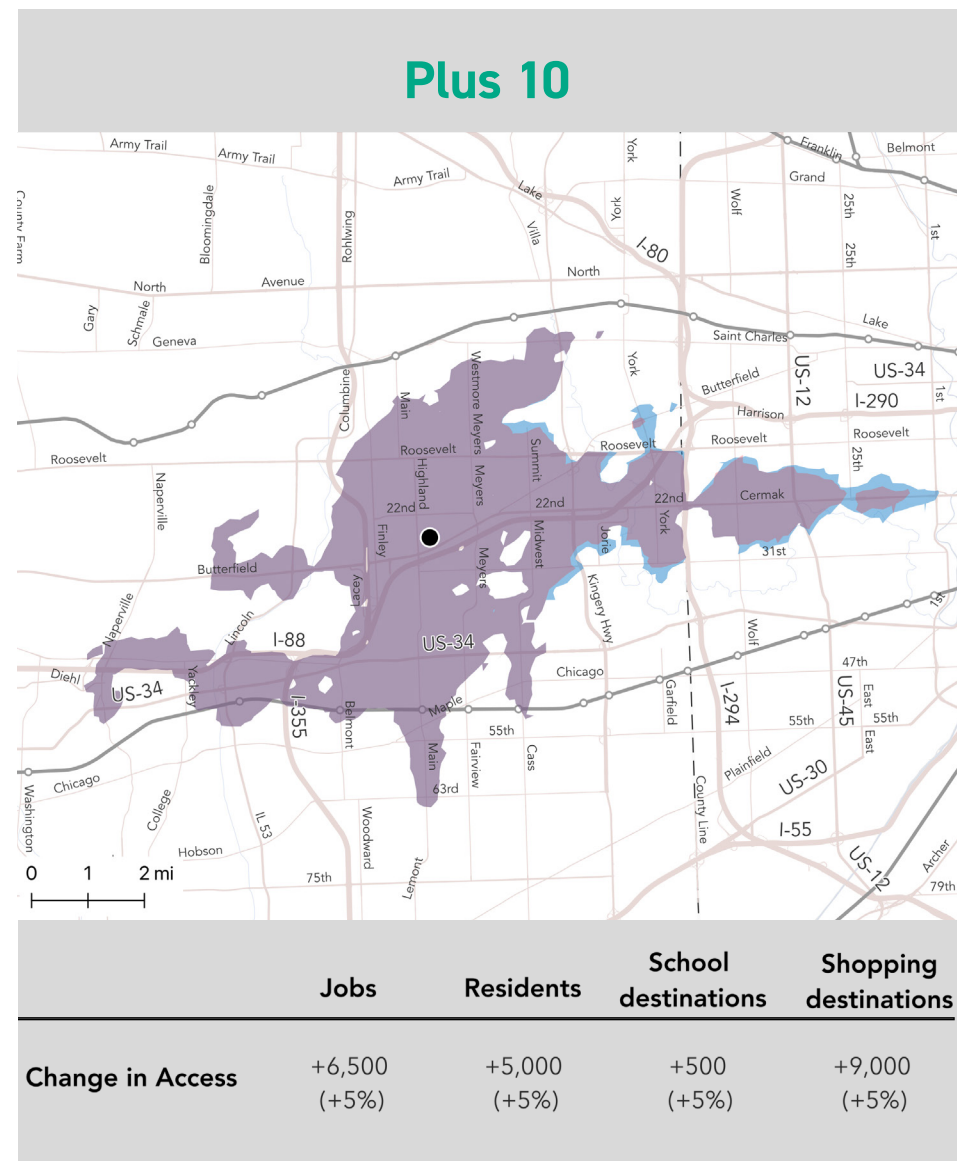 Plus 10
Army Trail
Army Trail
Army Trail
Lake
York
Franklin
Belmont
Grand
County Farm
Bloomingdale
Rohlwing
Villa
York
Wolf
25th
25th
1st
I-80
North
North
Avenue
Gary
Schmale
Geneva
Lake
Saint Charles
US-12
US-34
Columbine
Main
Westmore Meyers
York
Butterfield
I-290
1st
Harrison
Roosevelt
Roosevelt
Roosevelt
Roosevelt
Roosevelt
Summit
25th
Naperville
Highland
Meyers
22nd
22nd
22nd
Cermak
Finley
Midwest
Jorie
York
31st
Butterfield
Lacey
Meyers
Kingery Hwy
1st
Naperville
Lincoln
I-88
US-34
Wolf
Chicago
47th
Diehl
US-34
Yackley
I-355
Belmont
Maple
Garfield
I-294
US-45
East
55th
55th
55th
Main
Fairview
Cass
East
Plainfield
US-30
Chicago
63rd
County Line
Washington
College
IL 53
Woodward
Lemont
I-55
Hobson
75th
US-12
Archer
79th
0 1 2 mi
Jobs Residents School destinations Shopping destinations
Change in Access +6,500 +5,000 +500 +9,000
(+5%) (+5%) (+5%) (+5%)